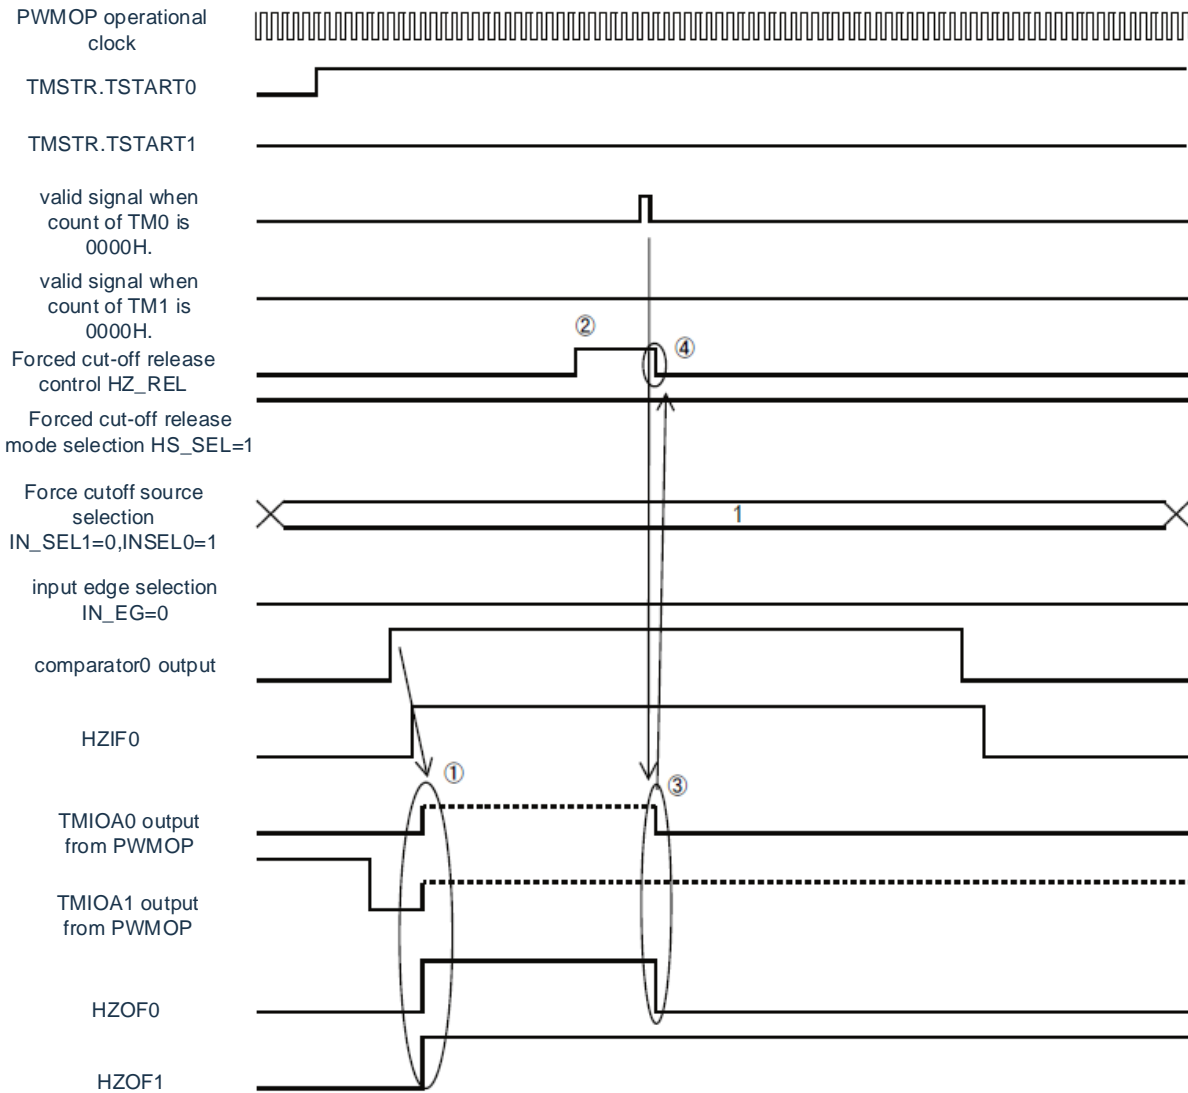 PWMOP operational
clock
TMSTR.TSTART0
TMSTR.TSTART1
valid signal when
count of TM0 is
0000H.
valid signal when
count of TM1 is
0000H.
②
Forced cut-off release
control HZ_REL
④
Forced cut-off release
mode selection HS_SEL=1
Force cutoff source
selection
IN_SEL1=0,INSEL0=1
1
input edge selection
IN_EG=0
comparator0 output
HZIF0
①
③
TMIOA0 output
from PWMOP
TMIOA1 output
from PWMOP
HZOF0
HZOF1